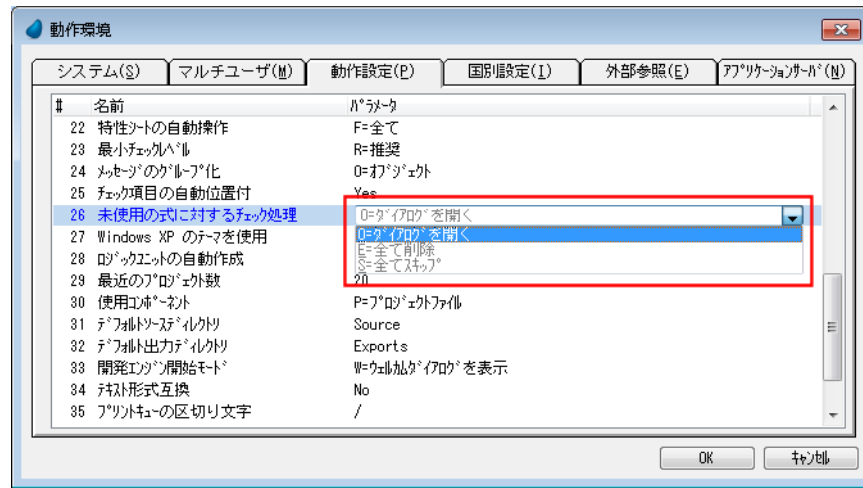 動作環境
システム(S) マルチユーザ(M) 動作設定(P) 国別設定(I) 外部参照(E) ｱﾌﾟﾘｹｰｼｮﾝｻｰﾊﾞ(N)
# 名前 ﾊﾟﾗﾒｰﾀ
22 特性ｼｰﾄの自動操作 F=全て
23 最小ﾁｪｯｸﾚﾍﾞﾙ R=推奨
24 ﾒｯｾｰｼﾞのｸﾞﾙｰﾌﾟ化 O=ｵﾌﾞｼﾞｪｸﾄ
25 ﾁｪｯｸ項目の自動位置付 Yes
26 未使用の式に対するﾁｪｯｸ処理 O=ﾀﾞｲｱﾛｸﾞを開く
27 Windows XP のﾃｰﾏを使用 O=ﾀﾞｲｱﾛｸﾞを開く
E=全て削除
28 ﾛｼﾞｯｸﾕﾆｯﾄの自動作成 S=全てｽｷｯﾌﾟ
29 最近のﾌﾟﾛｼﾞｪｸﾄ数 20
30 使用ｺﾝﾎﾟｰﾈﾝﾄ P=ﾌﾟﾛｼﾞｪｸﾄﾌｧｲﾙ
31 ﾃﾞﾌｫﾙﾄｿｰｽﾃﾞｨﾚｸﾄﾘ Source
32 ﾃﾞﾌｫﾙﾄ出力ﾃﾞｨﾚｸﾄﾘ Exports
33 開発ｴﾝｼﾞﾝ開始ﾓｰﾄﾞ W=ｳｪﾙｶﾑﾀﾞｲｱﾛｸﾞを表示
34 ﾃｷｽﾄ形式互換 No
35 ﾌﾟﾘﾝﾄｷｭｰの区切り文字 /
OK ｷｬﾝｾﾙ